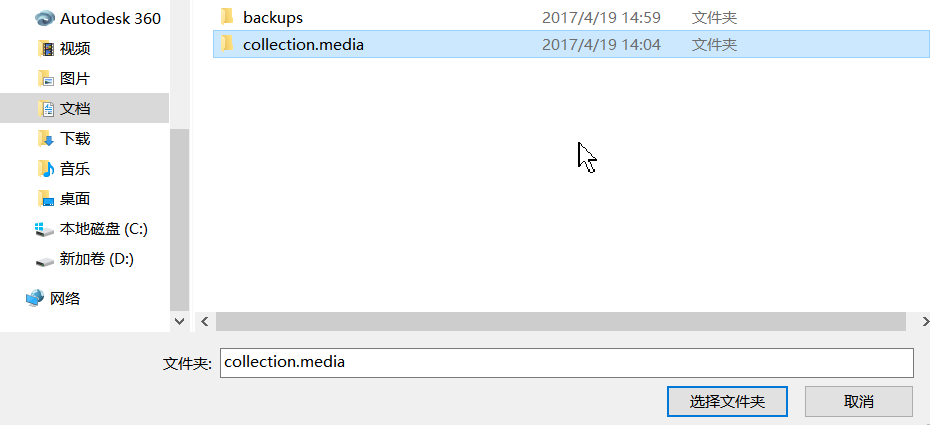 Autodesk 360
视频
图片
文档
下载
音乐
桌面
本地磁盘 (C:)
新加卷 (D:)
网络
backups 2017/4/19 14:59 文件夹
collection.media 2017/4/19 14:04 文件夹
文件夹: collection.media
选择文件夹 取消